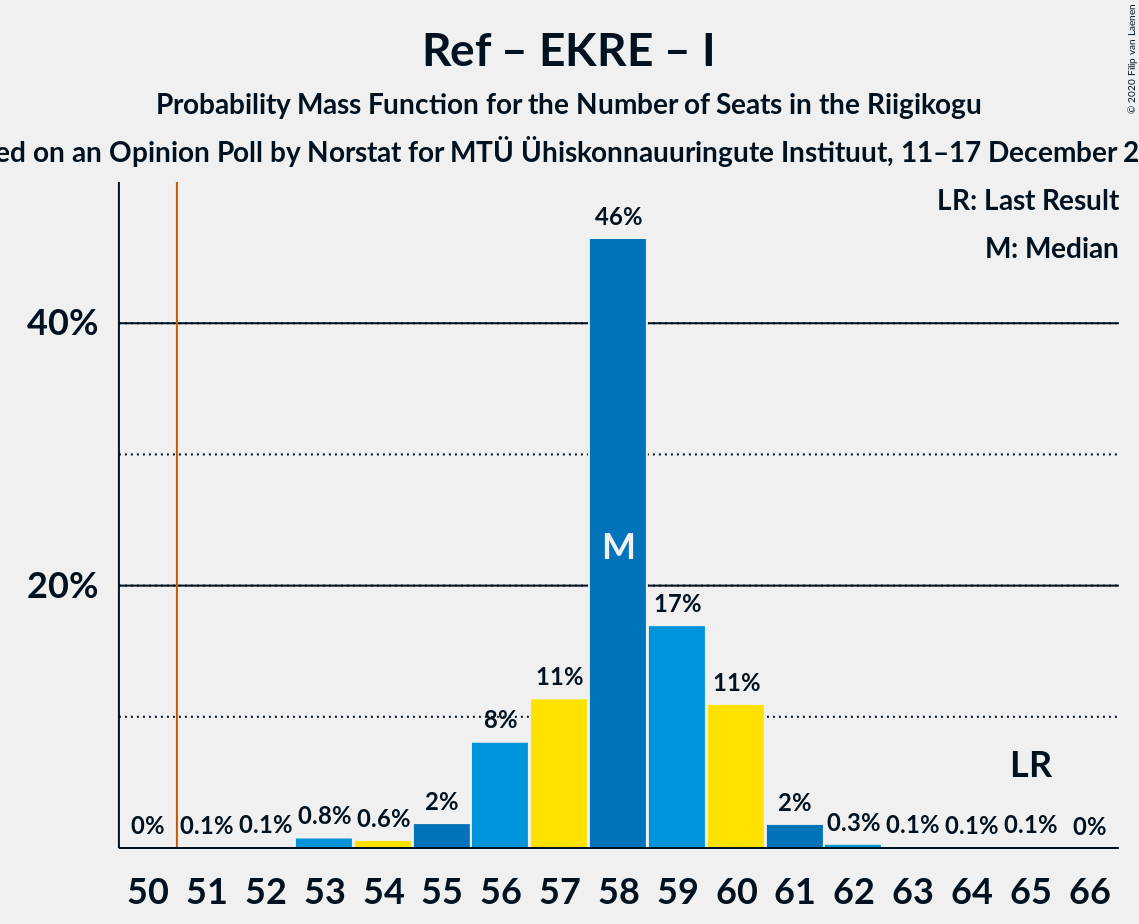 Ref – EKRE – I
Probability Mass Function for the Number of Seats in the Riigikogu
on an Opinion Poll by Norstat for MTÜ Ühiskonnauuringute Instituut, 11–17 December
© 2020 Filip van Laenen
LR: Last Result
M: Median
40%
20%
0%
0.1%
0.1%
0.8%
0.6%
2%
8%
11%
46%
M
17%
11%
2%
0.3%
0.1%
0.1%
0.1%
0%
LR
50 51 52 53 54 55 56 57 58 59 60 61 62 63 64 65 66